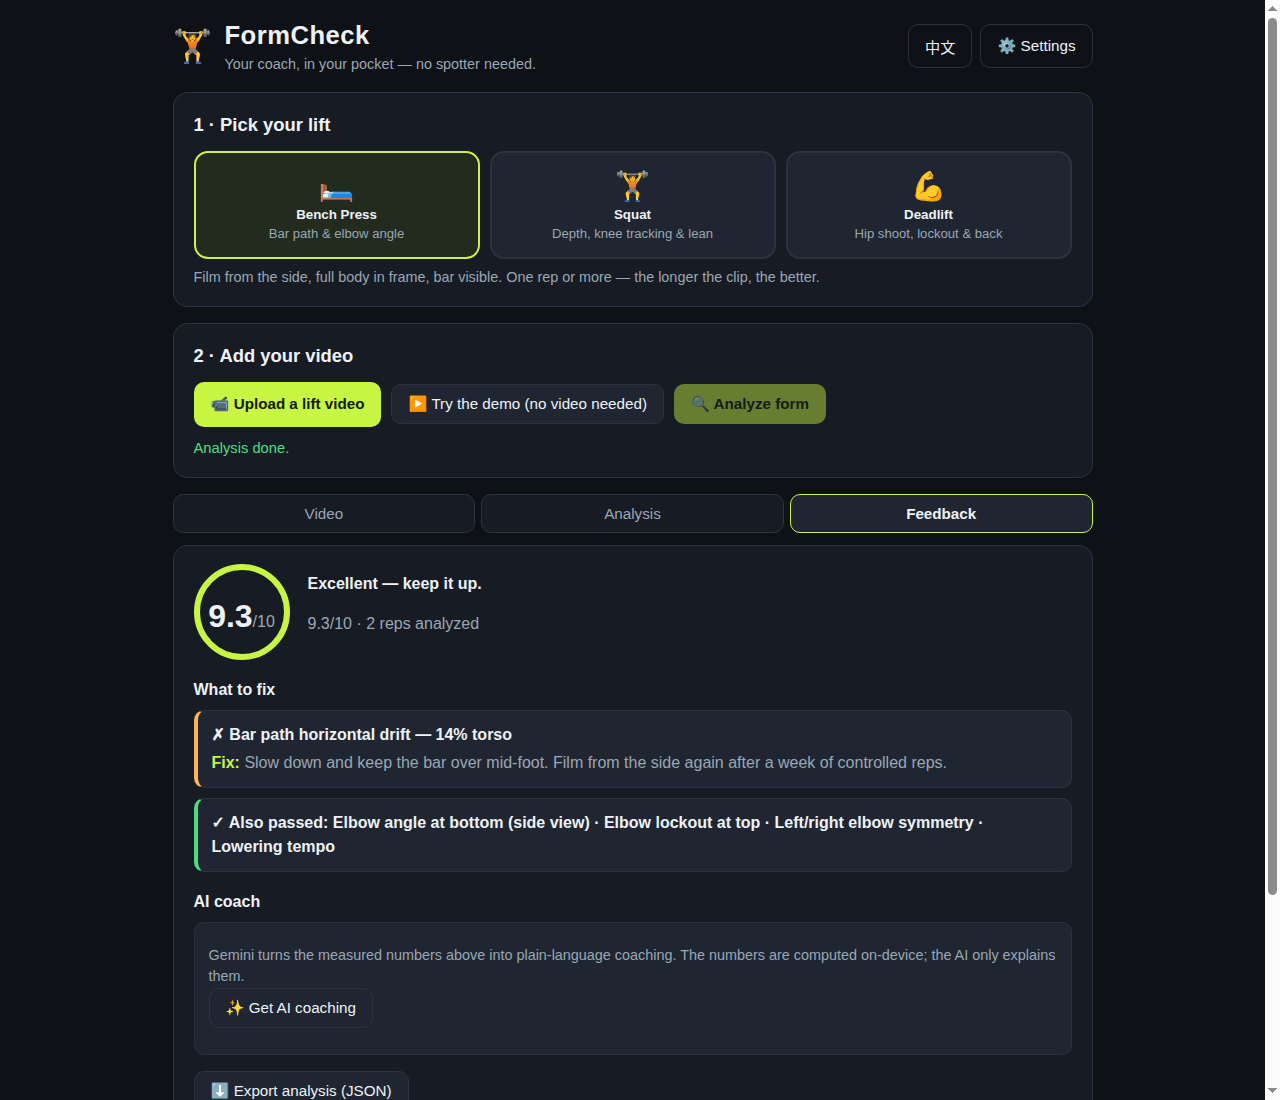 FormCheck
Your coach, in your pocket — no spotter needed.
中文
⚙️ Settings
1 · Pick your lift
Bench Press
Bar path & elbow angle
Squat
Depth, knee tracking & lean
Deadlift
Hip shoot, lockout & back
Film from the side, full body in frame, bar visible. One rep or more — the longer the clip, the better.
2 · Add your video
📹 Upload a lift video
▶️ Try the demo (no video needed)
🔍 Analyze form
Analysis done.
Video
Analysis
Feedback
9.3/10
Excellent — keep it up.
9.3/10 · 2 reps analyzed
What to fix
✗ Bar path horizontal drift — 14% torso
Fix: Slow down and keep the bar over mid-foot. Film from the side again after a week of controlled reps.
✓ Also passed: Elbow angle at bottom (side view) · Elbow lockout at top · Left/right elbow symmetry ·
Lowering tempo
AI coach
Gemini turns the measured numbers above into plain-language coaching. The numbers are computed on-device; the AI only explains
them.
✨ Get AI coaching
⬇️ Export analysis (JSON)